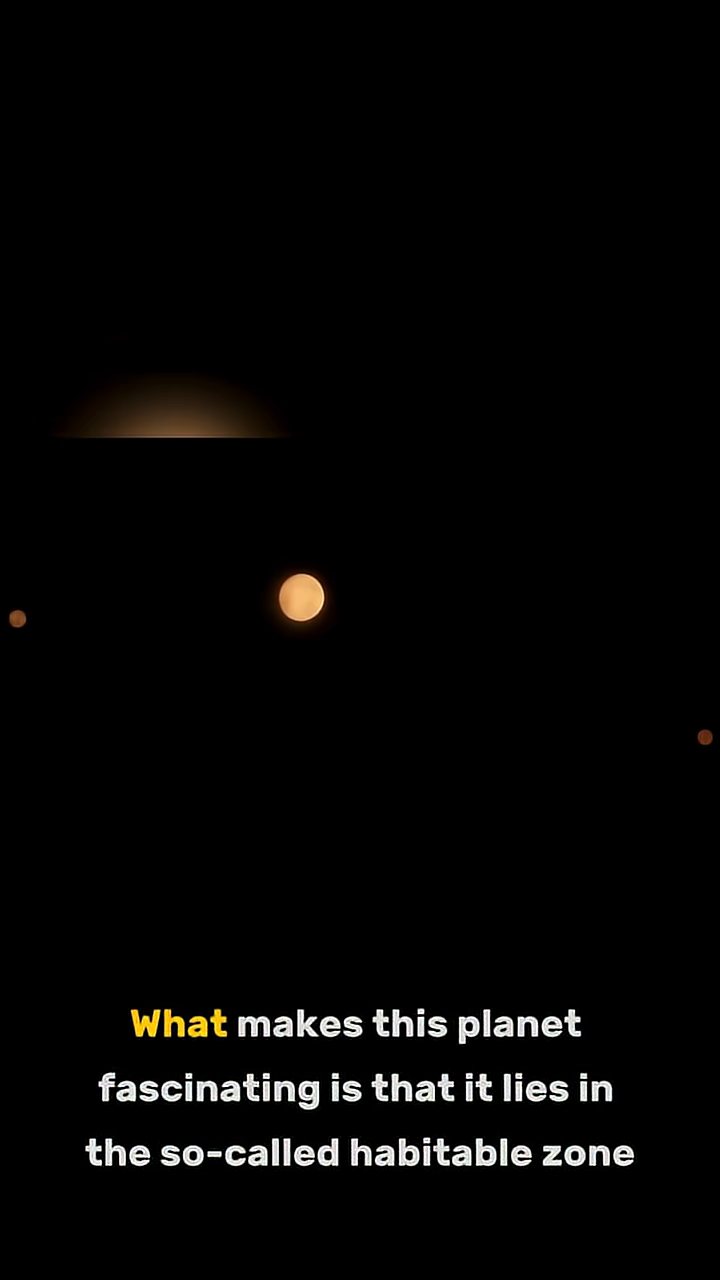 What makes this planet
fascinating is that it lies in
the so-called habitable zone